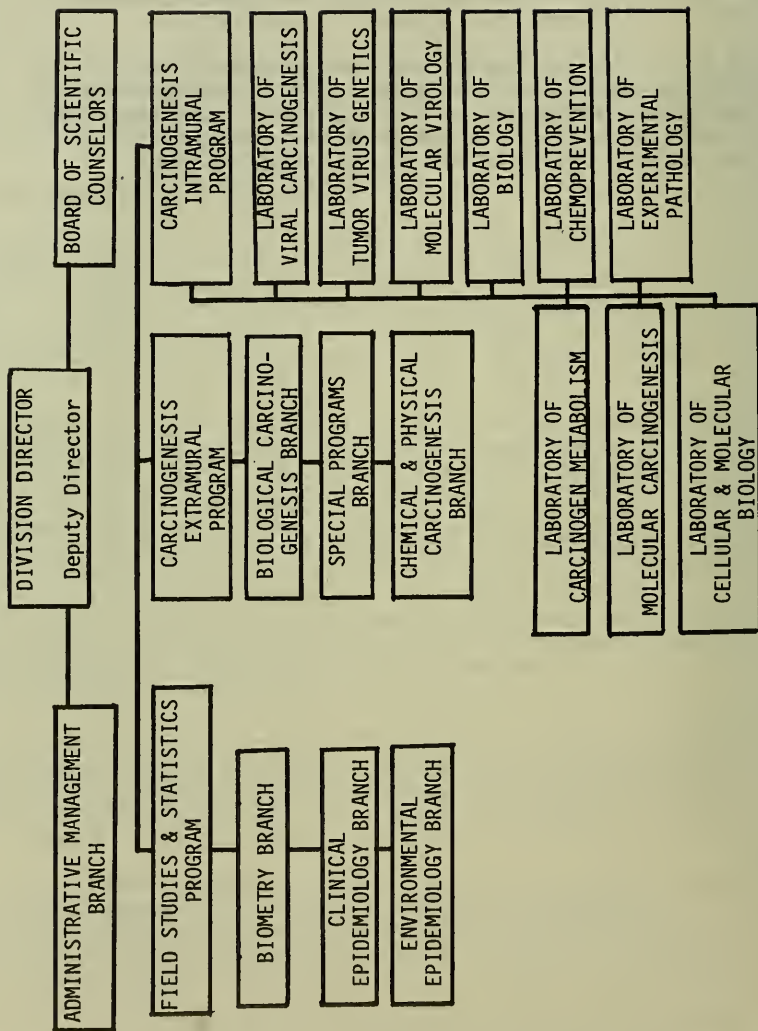 DIVISION DIRECTOR
Deputy Director
ADMINISTRATIVE MANAGEMENT
BRANCH
BOARD OF SCIENTIFIC
COUNSELORS
FIELD STUDIES & STATISTICS
PROGRAM
BIOMETRY BRANCH
CLINICAL
EPIDEMIOLOGY BRANCH
ENVIRONMENTAL
EPIDEMIOLOGY BRANCH
CARCINOGENESIS
EXTRAMURAL
PROGRAM
BIOLOGICAL CARCINO-
GENESIS BRANCH
SPECIAL PROGRAMS
BRANCH
CHEMICAL & PHYSICAL
CARCINOGENESIS
BRANCH
CARCINOGENESIS
INTRAMURAL
PROGRAM
LABORATORY OF
VIRAL CARCINOGENESIS
LABORATORY OF
TUMOR VIRUS GENETICS
LABORATORY OF
MOLECULAR VIROLOGY
LABORATORY OF
BIOLOGY
LABORATORY OF
CHEMOPREVENTION
LABORATORY OF
EXPERIMENTAL
PATHOLOGY
LABORATORY OF
CARCINOGEN METABOLISM
LABORATORY OF
MOLECULAR CARCINOGENESIS
LABORATORY OF
CELLULAR & MOLECULAR
BIOLOGY